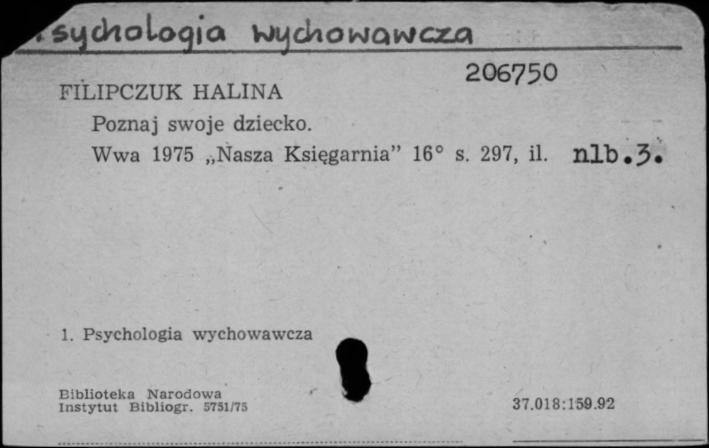 sychologia wychowawcza
206750
FILIPCZUK HALINA
Poznaj swoje dziecko.
Wwa 1975 „Nasza Księgarnia” 16° s. 297, il. nlb.3.
1. Psychologia wychowawcza
Biblioteka Narodowa
Instytut Bibliogr. 5751/75
37.018:159.92